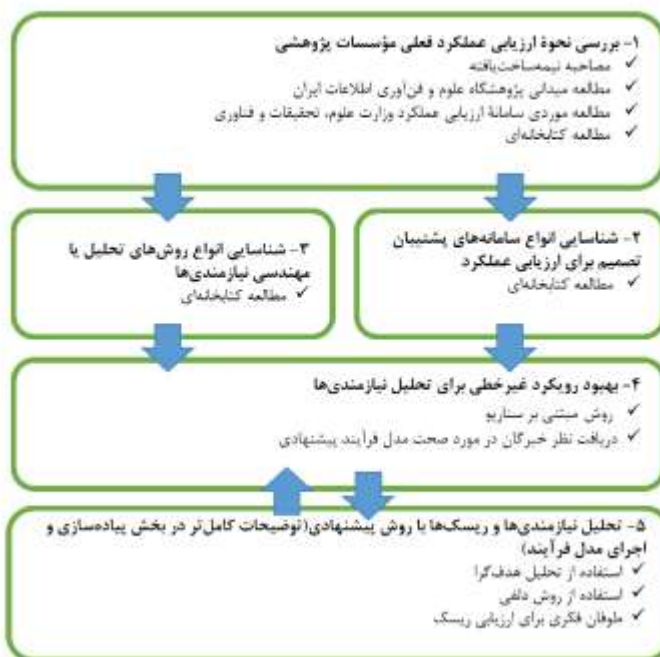 ۱- بررسی نحوهٔ ارزیابی عملکرد فعلی مؤسسات پژوهشی
✓ مصاحبه نیمه‌ساخت‌یافته
✓ مطالعه میدانی پژوهشگاه علوم و فن‌آوری اطلاعات ایران
✓ مطالعه موردی سامانهٔ ارزیابی عملکرد وزارت علوم، تحقیقات و فناوری
✓ مطالعه کتابخانه‌ای
۲- شناسایی انواع سامانه‌های پشتیبان
تصمیم برای ارزیابی عملکرد
✓ مطالعه کتابخانه‌ای
۳- شناسایی انواع روش‌های تحلیل یا
مهندسی نیازمندی‌ها
✓ مطالعه کتابخانه‌ای
۴- بهبود رویکرد غیرخطی برای تحلیل نیازمندی‌ها
✓ روش مبتنی بر سناریو
✓ دریافت نظر خبرگان در مورد صحت مدل فرآیند پیشنهادی
۵- تحلیل نیازمندی‌ها و ریسک‌ها با روش پیشنهادی(توضیحات کامل‌تر در بخش پیاده‌سازی و
اجرای مدل فرآیند)
✓ استفاده از تحلیل هدف‌گرا
✓ استفاده از روش دلفی
✓ طوفان فکری برای ارزیابی ریسک